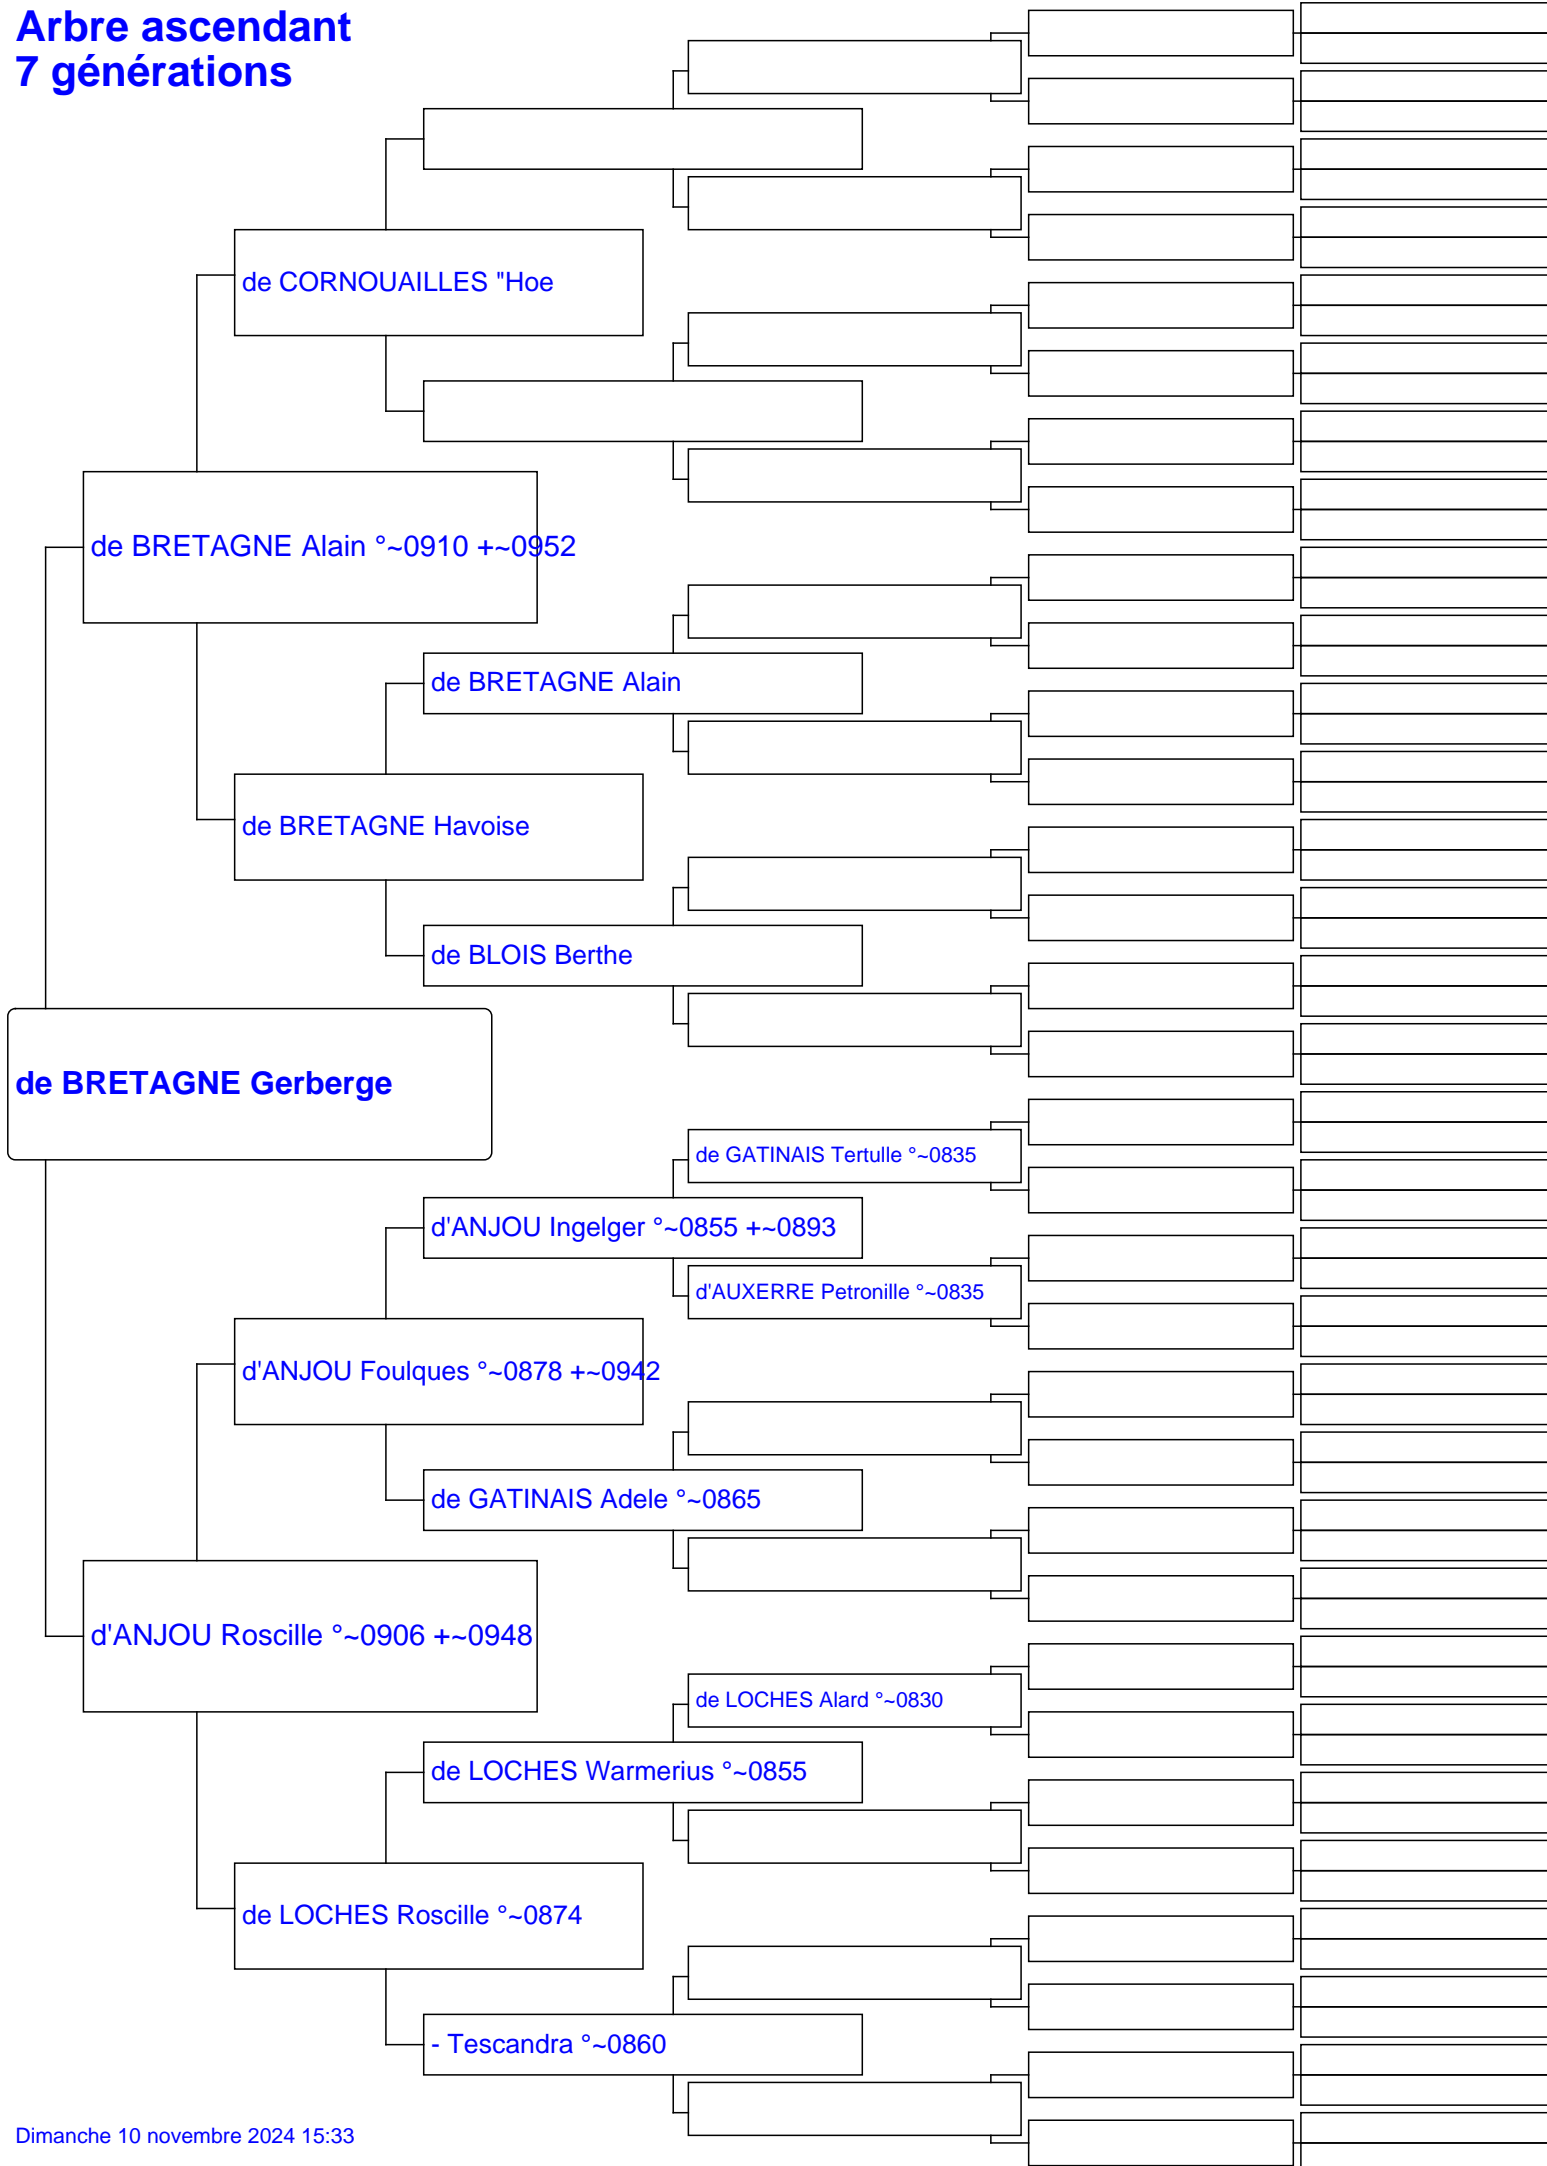 Arbre ascendant
7 générations
de CORNOUAILLES "Hoe
de BRETAGNE Alain °~0910 +~0952
de BRETAGNE Alain
de BRETAGNE Havoise
de BLOIS Berthe
de BRETAGNE Gerberge
de GATINAIS Tertulle °~0835
d'ANJOU Ingelger °~0855 +~0893
d'AUXERRE Petronille °~0835
d'ANJOU Foulques °~0878 +~0942
de GATINAIS Adele °~0865
d'ANJOU Roscille °~0906 +~0948
de LOCHES Alard °~0830
de LOCHES Warmerius °~0855
de LOCHES Roscille °~0874
- Tescandra °~0860
Dimanche 10 novembre 2024 15:33